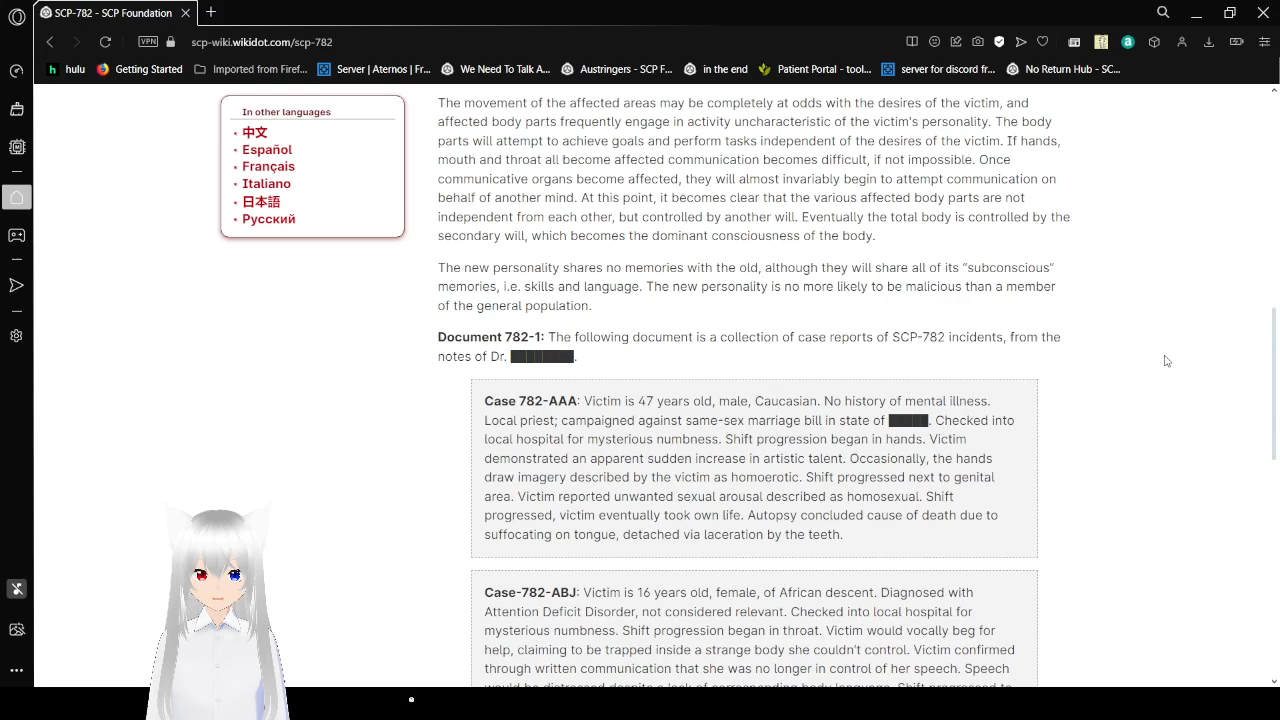 SCP-782 - SCP Foundation
VPN
scp-wiki.wikidot.com/scp-782
hulu
Getting Started
Imported from Firef...
Server | Aternos | Fr...
We Need To Talk A...
Austringers - SCP F...
in the end
Patient Portal - tool...
server for discord fr...
No Return Hub - SC...
In other languages
中文
Español
Français
Italiano
日本語
Русский
The movement of the affected areas may be completely at odds with the desires of the victim, and
affected body parts frequently engage in activity uncharacteristic of the victim's personality. The body
parts will attempt to achieve goals and perform tasks independent of the desires of the victim. If hands,
mouth and throat all become affected communication becomes difficult, if not impossible. Once
communicative organs become affected, they will almost invariably begin to attempt communication on
behalf of another mind. At this point, it becomes clear that the various affected body parts are not
independent from each other, but controlled by another will. Eventually the total body is controlled by the
secondary will, which becomes the dominant consciousness of the body.
The new personality shares no memories with the old, although they will share all of its “subconscious”
memories, i.e. skills and language. The new personality is no more likely to be malicious than a member
of the general population.
Document 782-1: The following document is a collection of case reports of SCP-782 incidents, from the
notes of Dr. ████████.
Case 782-AAA: Victim is 47 years old, male, Caucasian. No history of mental illness.
Local priest; campaigned against same-sex marriage bill in state of █████. Checked into
local hospital for mysterious numbness. Shift progression began in hands. Victim
demonstrated an apparent sudden increase in artistic talent. Occasionally, the hands
draw imagery described by the victim as homoerotic. Shift progressed next to genital
area. Victim reported unwanted sexual arousal described as homosexual. Shift
progressed, victim eventually took own life. Autopsy concluded cause of death due to
suffocating on tongue, detached via laceration by the teeth.
Case-782-ABJ: Victim is 16 years old, female, of African descent. Diagnosed with
Attention Deficit Disorder, not considered relevant. Checked into local hospital for
mysterious numbness. Shift progression began in throat. Victim would vocally beg for
help, claiming to be trapped inside a strange body she couldn’t control. Victim confirmed
through written communication that she was no longer in control of her speech. Speech
would be distressed despite a lack of corresponding body language. Shift progressed to